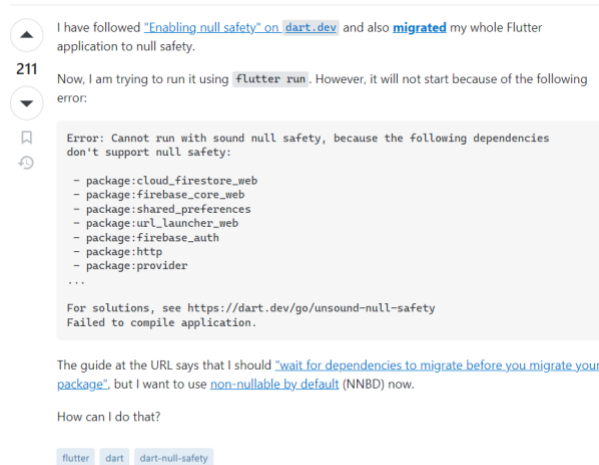 I have followed "Enabling null safety" on dart.dev and also migrated my whole Flutter
application to null safety.
211
Now, I am trying to run it using flutter run. However, it will not start because of the following
error:
Error: Cannot run with sound null safety, because the following dependencies
don't support null safety:
- package:cloud_firestore_web
- package:firebase_core_web
- package:shared_preferences
- package:url_launcher_web
- package:firebase_auth
- package:http
- package:provider
...
For solutions, see https://dart.dev/go/unsound-null-safety
Failed to compile application.
The guide at the URL says that I should "wait for dependencies to migrate before you migrate your
package", but I want to use non-nullable by default (NNBD) now.
How can I do that?
flutter dart dart-null-safety